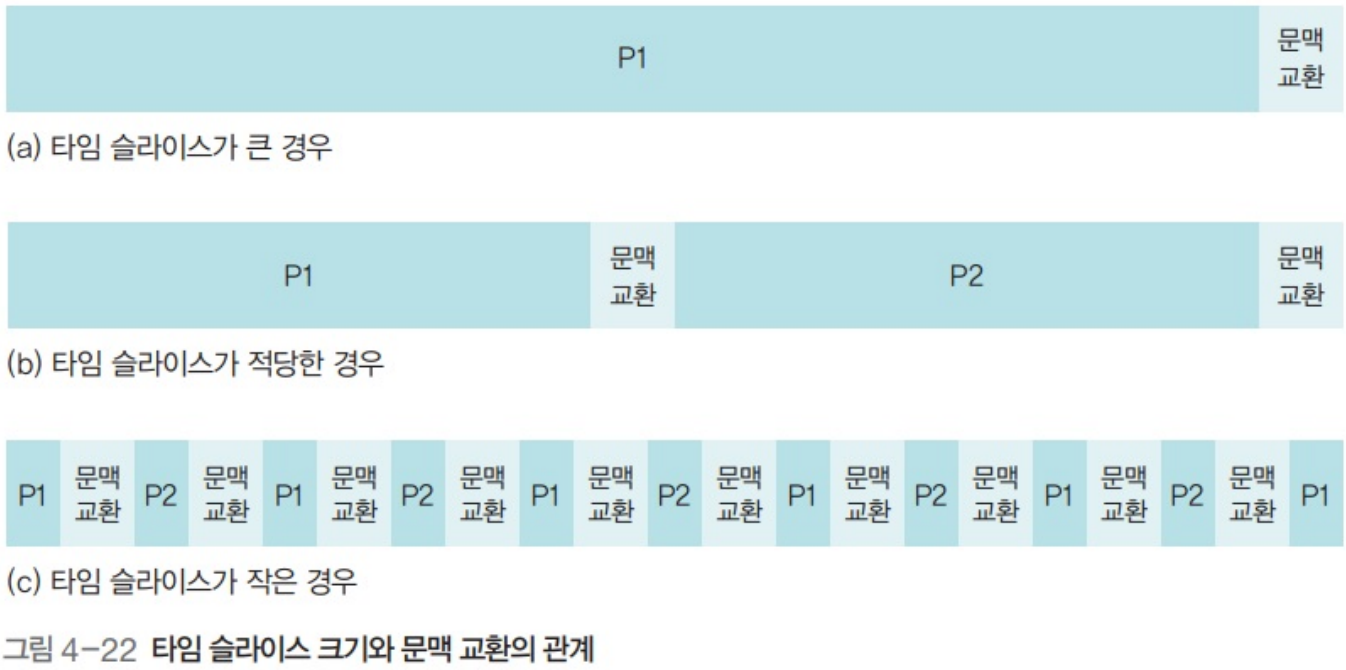 P1 문맥 교환
(a) 타임 슬라이스가 큰 경우
P1 문맥 교환 P2 문맥 교환
(b) 타임 슬라이스가 적당한 경우
P1 문맥 교환 P2 문맥 교환 P1 문맥 교환 P2 문맥 교환 P1 문맥 교환 P2 문맥 교환 P1 문맥 교환 P2 문맥 교환 P1 문맥 교환 P2 문맥 교환 P1
(c) 타임 슬라이스가 작은 경우
그림 4-22 타임 슬라이스 크기와 문맥 교환의 관계